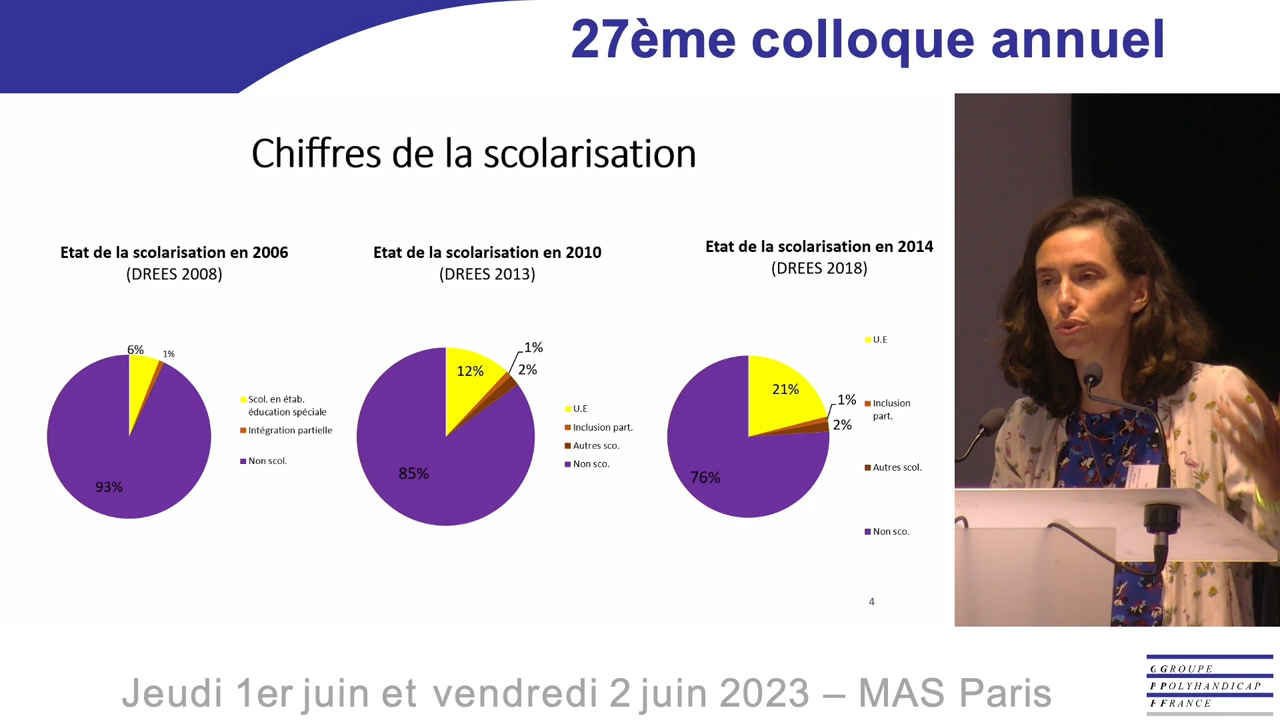 27ème colloque annuel
Chiffres de la scolarisation
Etat de la scolarisation en 2006
(DREES 2008)
6%
1%
93%
Scol. en étab.
éducation spéciale
Intégration partielle
Non scol.
Etat de la scolarisation en 2010
(DREES 2013)
1%
12%
2%
85%
U.E
Inclusion part.
Autres sco.
Non sco.
Etat de la scolarisation en 2014
(DREES 2018)
21%
1%
2%
76%
U.E
Inclusion
part.
Autres scol.
Non sco.
4
Jeudi 1er juin et vendredi 2 juin 2023 – MAS Paris
G GROUPE
P POLYHANDICAP
F FRANCE